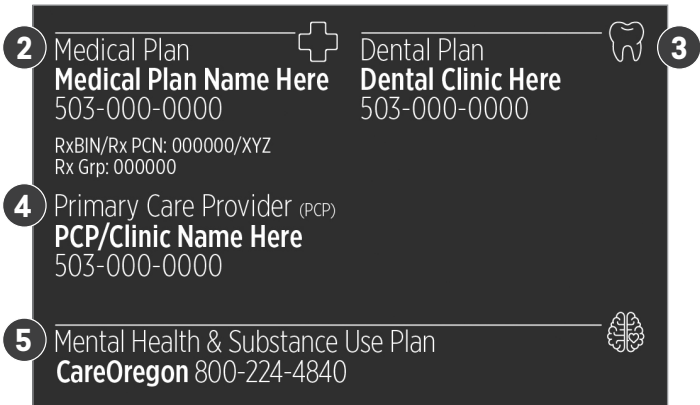 2
Medical Plan
Medical Plan Name Here
503-000-0000
RxBIN/Rx PCN: 000000/XYZ
Rx Grp: 000000
3
Dental Plan
Dental Clinic Here
503-000-0000
4
Primary Care Provider (PCP)
PCP/Clinic Name Here
503-000-0000
5
Mental Health & Substance Use Plan
CareOregon 800-224-4840